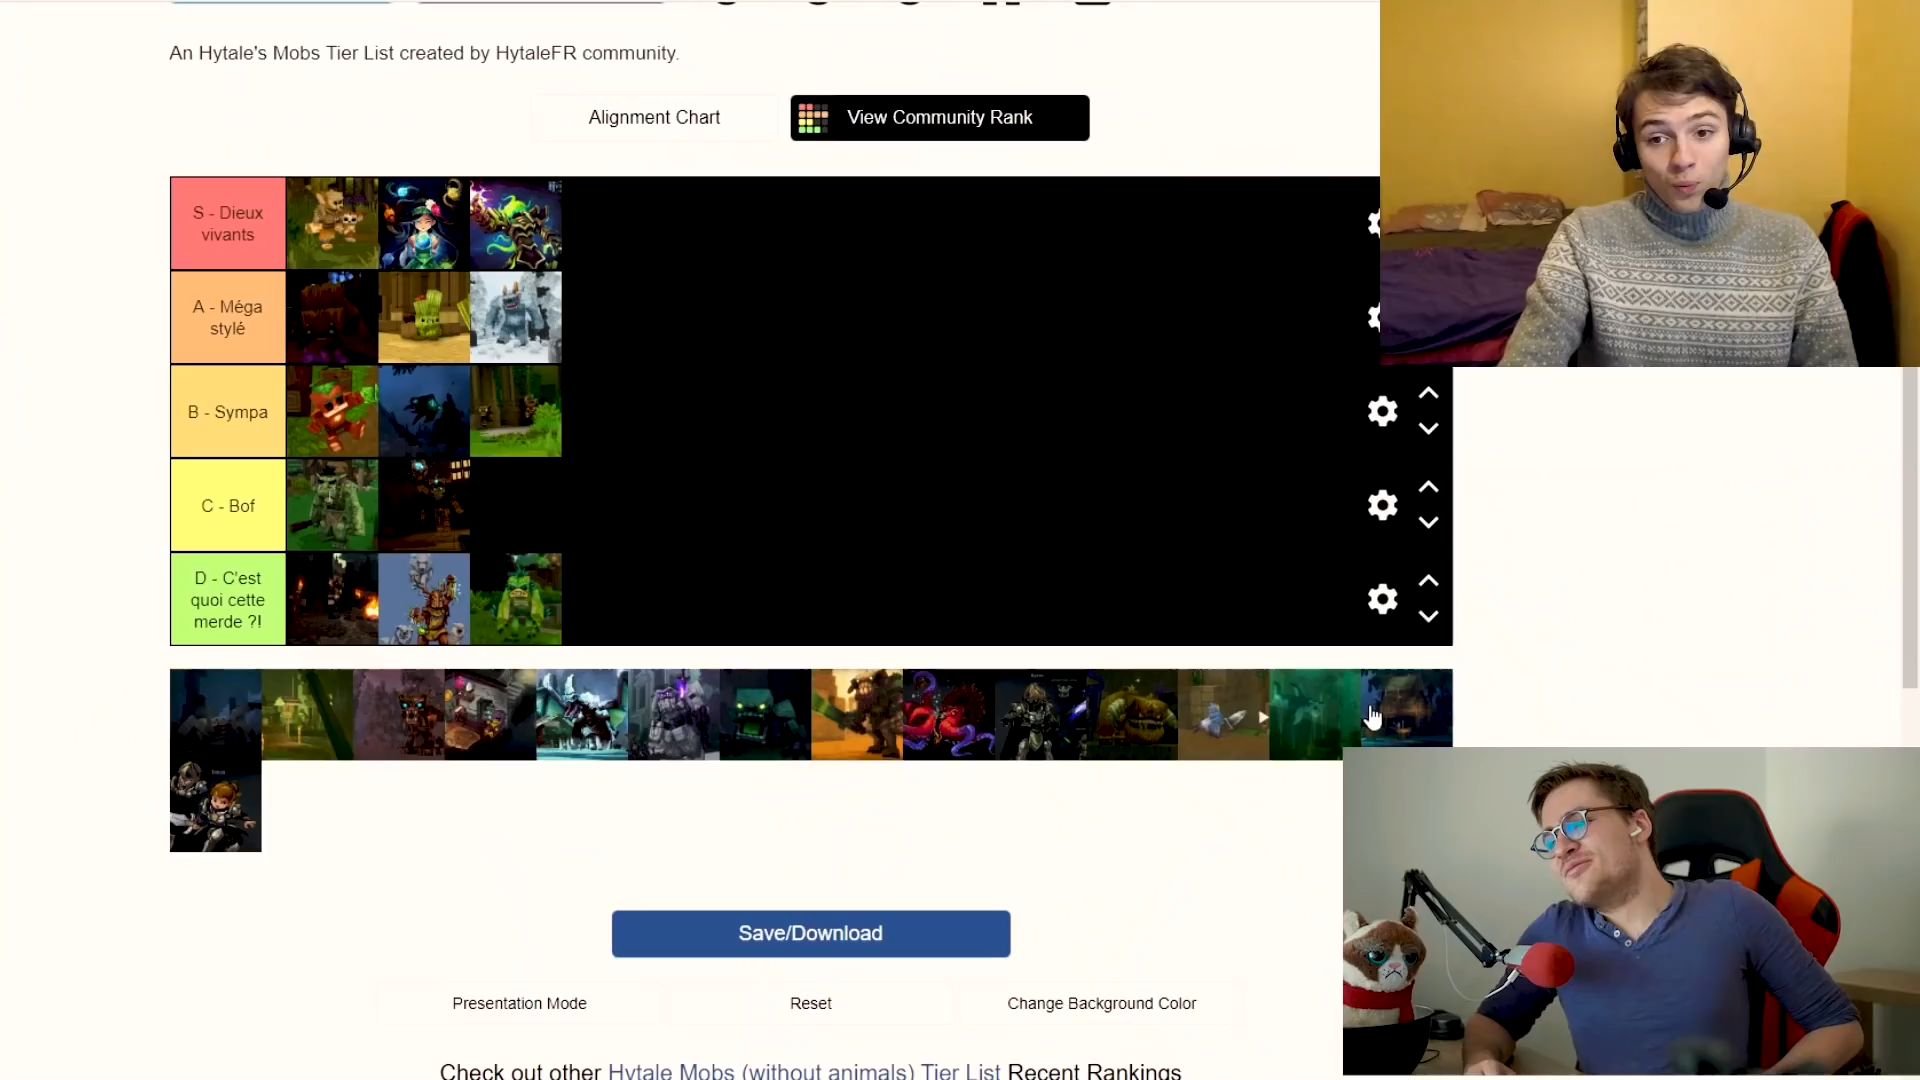 An Hytale's Mobs Tier List created by HytaleFR community.
Alignment Chart
View Community Rank
S - Dieux
vivants
A - Méga
stylé
B - Sympa
C - Bof
D - C'est
quoi cette
merde ?!
Save/Download
Presentation Mode
Reset
Change Background Color
Check out other Hytale Mobs (without animals) Tier List Recent Rankings